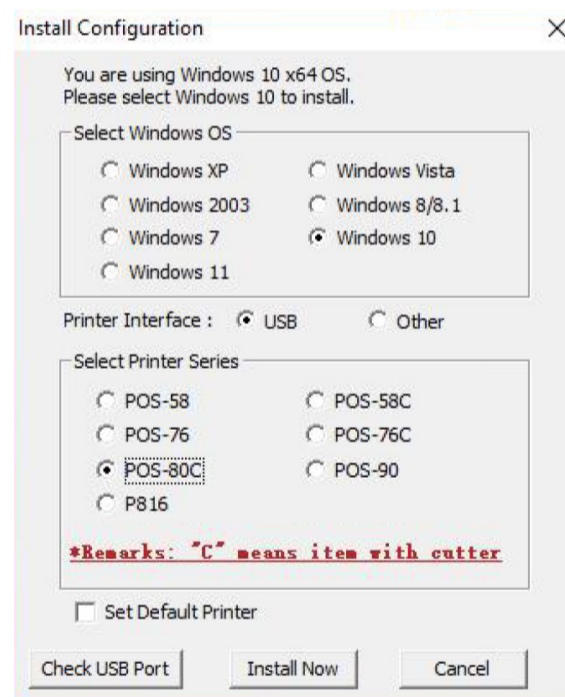 Install Configuration
You are using Windows 10 x64 OS.
Please select Windows 10 to install.
Select Windows OS
Windows XP Windows Vista
Windows 2003 Windows 8/8.1
Windows 7 Windows 10
Windows 11
Printer Interface : USB Other
Select Printer Series
POS-58 POS-58C
POS-76 POS-76C
POS-80C POS-90
P816
*Remarks: "C" means item with cutter
Set Default Printer
Check USB Port Install Now Cancel